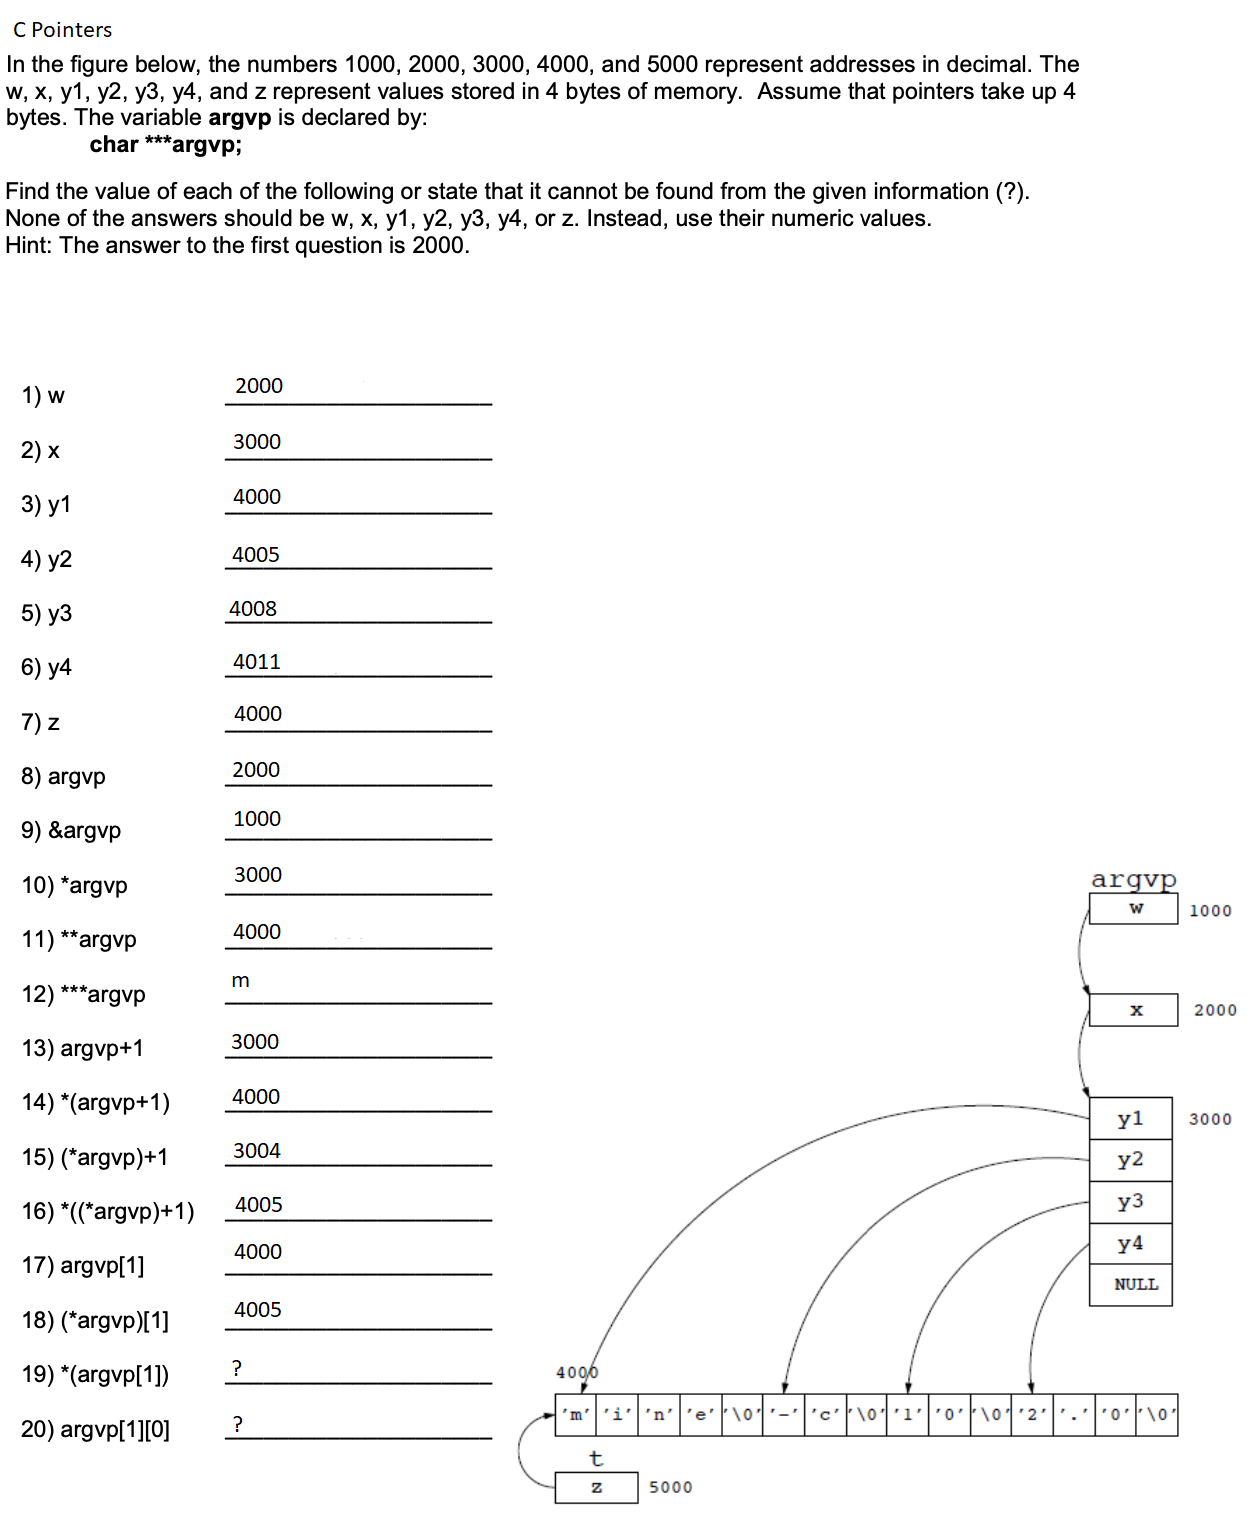 C Pointers
In the figure below, the numbers 1000, 2000, 3000, 4000, and 5000 represent addresses in decimal. The
w, x, y1, y2, y3, y4, and z represent values stored in 4 bytes of memory.  Assume that pointers take up 4
bytes. The variable argvp is declared by:
char ***argvp;
Find the value of each of the following or state that it cannot be found from the given information (?).
None of the answers should be w, x, y1, y2, y3, y4, or z. Instead, use their numeric values.
Hint: The answer to the first question is 2000.
1) w 2000
2) x 3000
3) y1 4000
4) y2 4005
5) y3 4008
6) y4 4011
7) z 4000
8) argvp 2000
9) &argvp 1000
10) *argvp 3000
11) **argvp 4000
12) ***argvp m
13) argvp+1 3000
14) *(argvp+1) 4000
15) (*argvp)+1 3004
16) *((*argvp)+1) 4005
17) argvp[1] 4000
18) (*argvp)[1] 4005
19) *(argvp[1]) ?
20) argvp[1][0] ?
argvp
w 1000
x 2000
y1 3000
y2
y3
y4
NULL
4000
'm' 'i' 'n' 'e' '\0' '-' 'c' '\0' '1' '0' '\0' '2' '.' '0' '\0'
t
z 5000